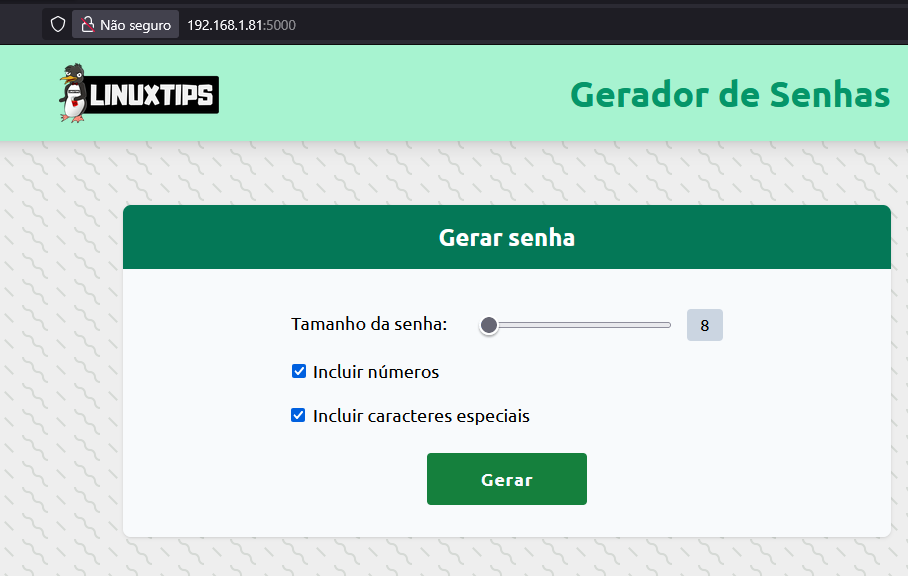 Não seguro 192.168.1.81:5000
LINUXTIPS
Gerador de Senhas
Gerar senha
Tamanho da senha: 8
Incluir números
Incluir caracteres especiais
Gerar